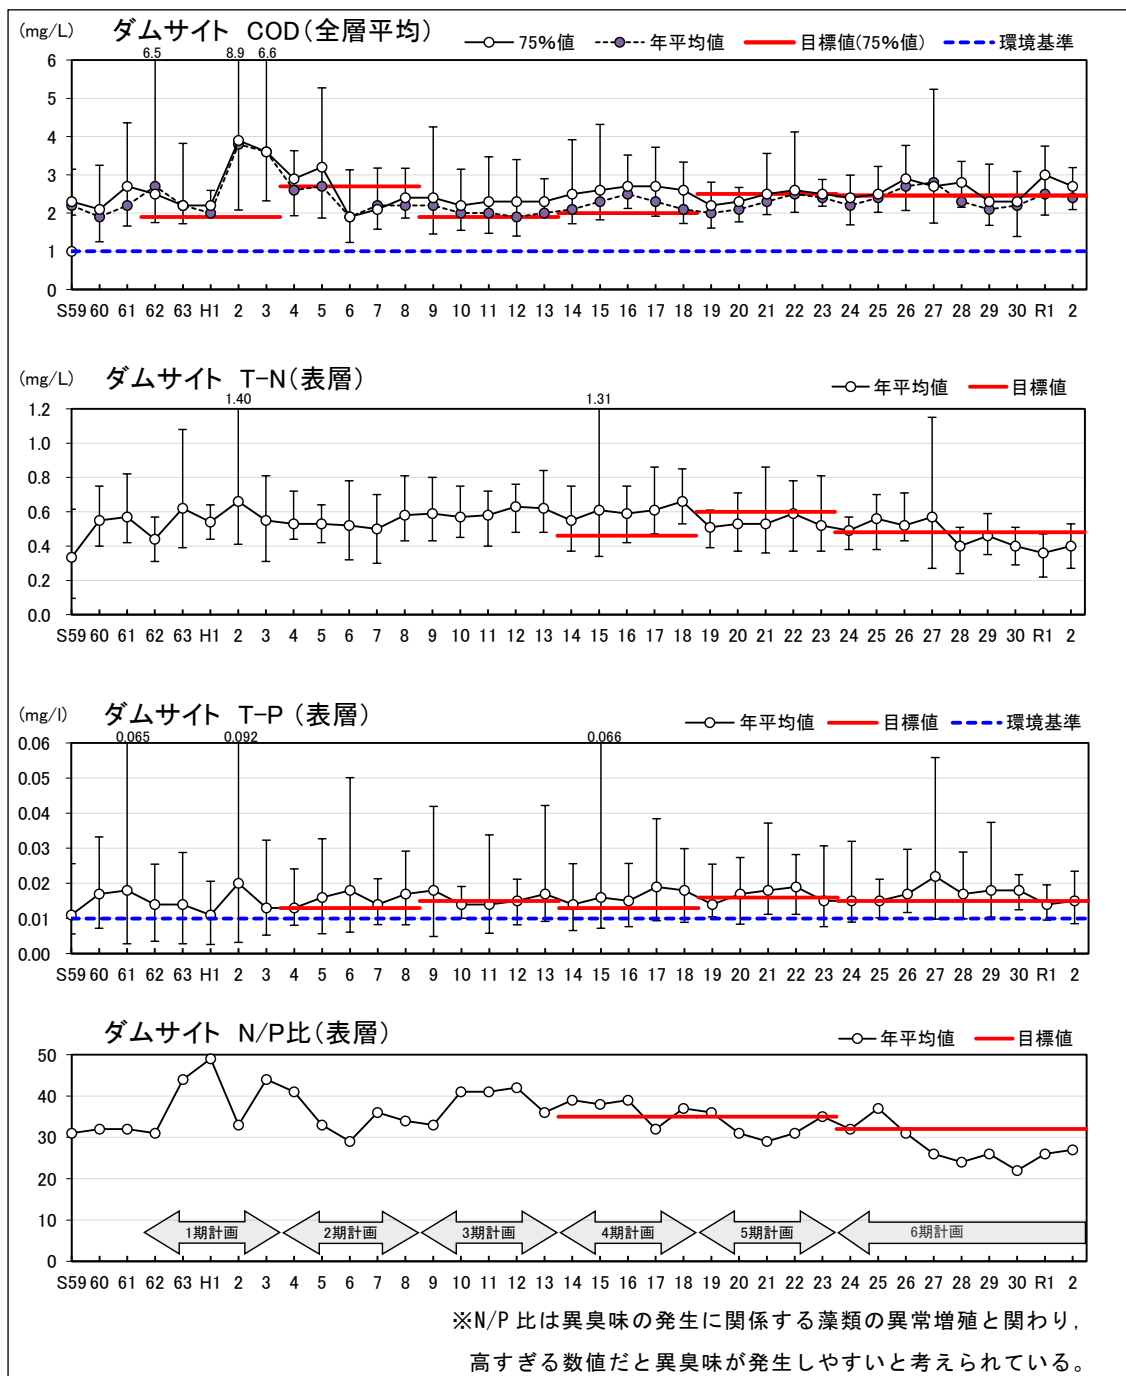 (mg/L) ダムサイト COD(全層平均)
75%値 年平均値 目標値(75%値) 環境基準
6.5 8.9 6.6
6
5
4
3
2
1
0
S59 60 61 62 63 H1 2 3 4 5 6 7 8 9 10 11 12 13 14 15 16 17 18 19 20 21 22 23 24 25 26 27 28 29 30 R1 2
(mg/L) ダムサイト T-N(表層)
年平均値 目標値
1.40 1.31
1.2
1.0
0.8
0.6
0.4
0.2
0.0
S59 60 61 62 63 H1 2 3 4 5 6 7 8 9 10 11 12 13 14 15 16 17 18 19 20 21 22 23 24 25 26 27 28 29 30 R1 2
(mg/l) ダムサイト T-P (表層)
年平均値 目標値 環境基準
0.065 0.092 0.066
0.06
0.05
0.04
0.03
0.02
0.01
0.00
S59 60 61 62 63 H1 2 3 4 5 6 7 8 9 10 11 12 13 14 15 16 17 18 19 20 21 22 23 24 25 26 27 28 29 30 R1 2
ダムサイト N/P比(表層)
年平均値 目標値
50
40
30
20
10
0
1期計画 2期計画 3期計画 4期計画 5期計画 6期計画
S59 60 61 62 63 H1 2 3 4 5 6 7 8 9 10 11 12 13 14 15 16 17 18 19 20 21 22 23 24 25 26 27 28 29 30 R1 2
※N/P 比は異臭味の発生に関係する藻類の異常増殖と関わり,
高すぎる数値だと異臭味が発生しやすいと考えられている。